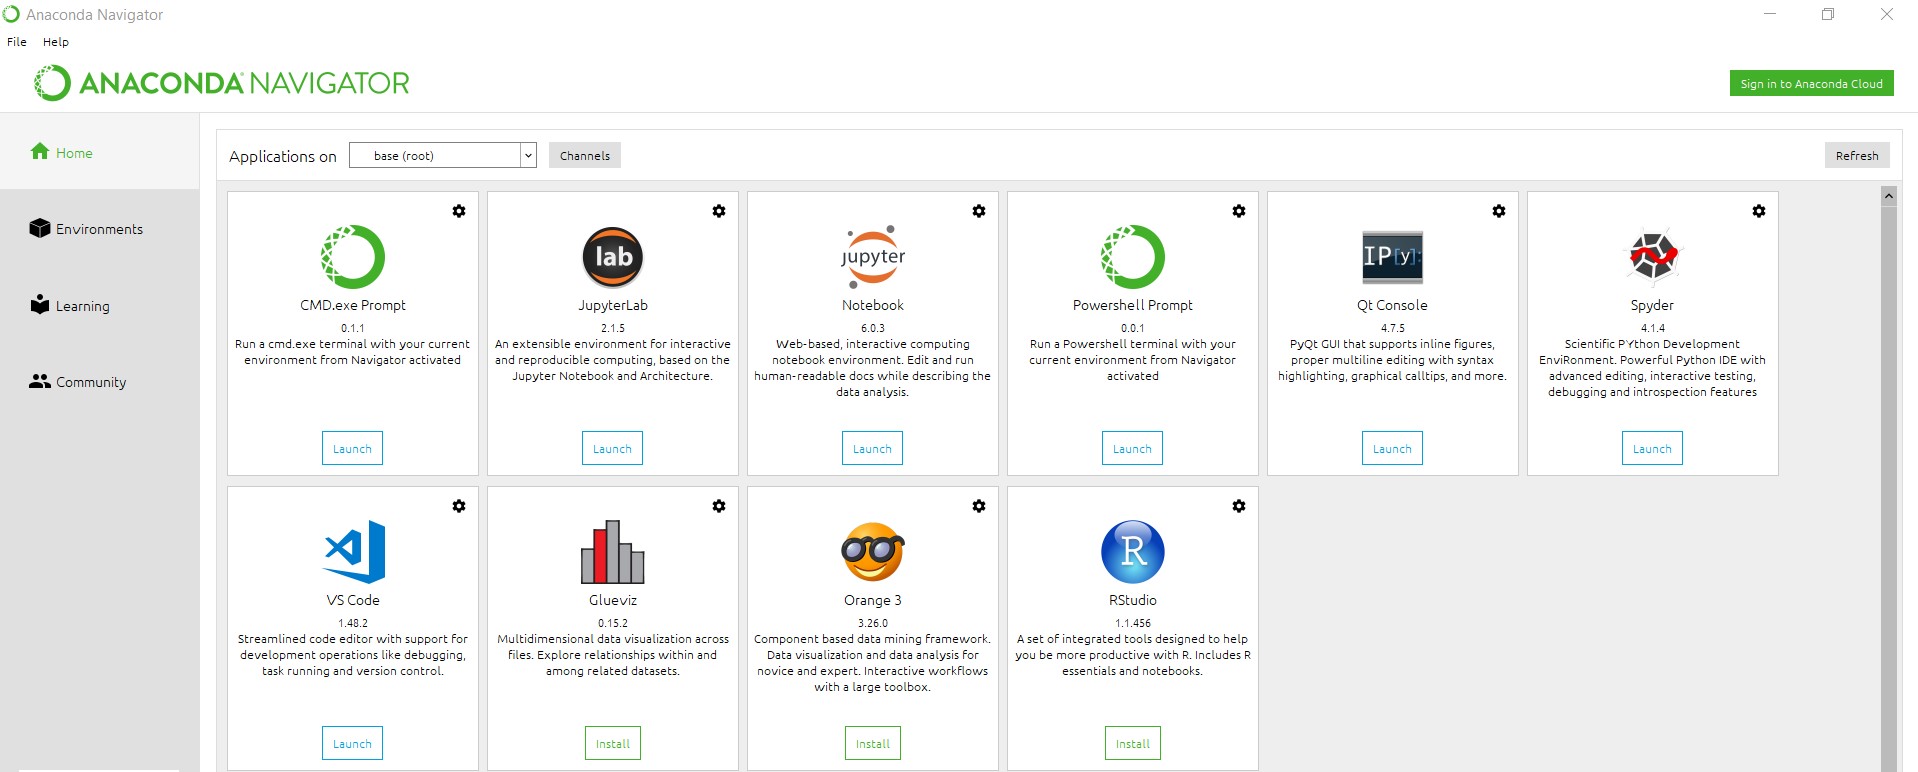 Anaconda Navigator
File Help
ANACONDA NAVIGATOR
Sign in to Anaconda Cloud
Home
Environments
Learning
Community
Applications on base (root) Channels Refresh
CMD.exe Prompt
0.1.1
Run a cmd.exe terminal with your current
environment from Navigator activated
Launch
lab
JupyterLab
2.1.5
An extensible environment for interactive
and reproducible computing, based on the
Jupyter Notebook and Architecture.
Launch
jupyter
Notebook
6.0.3
Web-based, interactive computing
notebook environment. Edit and run
human-readable docs while describing the
data analysis.
Launch
Powershell Prompt
0.0.1
Run a Powershell terminal with your
current environment from Navigator
activated
Launch
IP[y]:
Qt Console
4.7.5
PyQt GUI that supports inline figures,
proper multiline editing with syntax
highlighting, graphical calltips, and more.
Launch
Spyder
4.1.4
Scientific PYthon Development
EnviRonment. Powerful Python IDE with
advanced editing, interactive testing,
debugging and introspection features
Launch
VS Code
1.48.2
Streamlined code editor with support for
development operations like debugging,
task running and version control.
Launch
Glueviz
0.15.2
Multidimensional data visualization across
files. Explore relationships within and
among related datasets.
Install
Orange 3
3.26.0
Component based data mining framework.
Data visualization and data analysis for
novice and expert. Interactive workflows
with a large toolbox.
Install
R
RStudio
1.1.456
A set of integrated tools designed to help
you be more productive with R. Includes R
essentials and notebooks.
Install